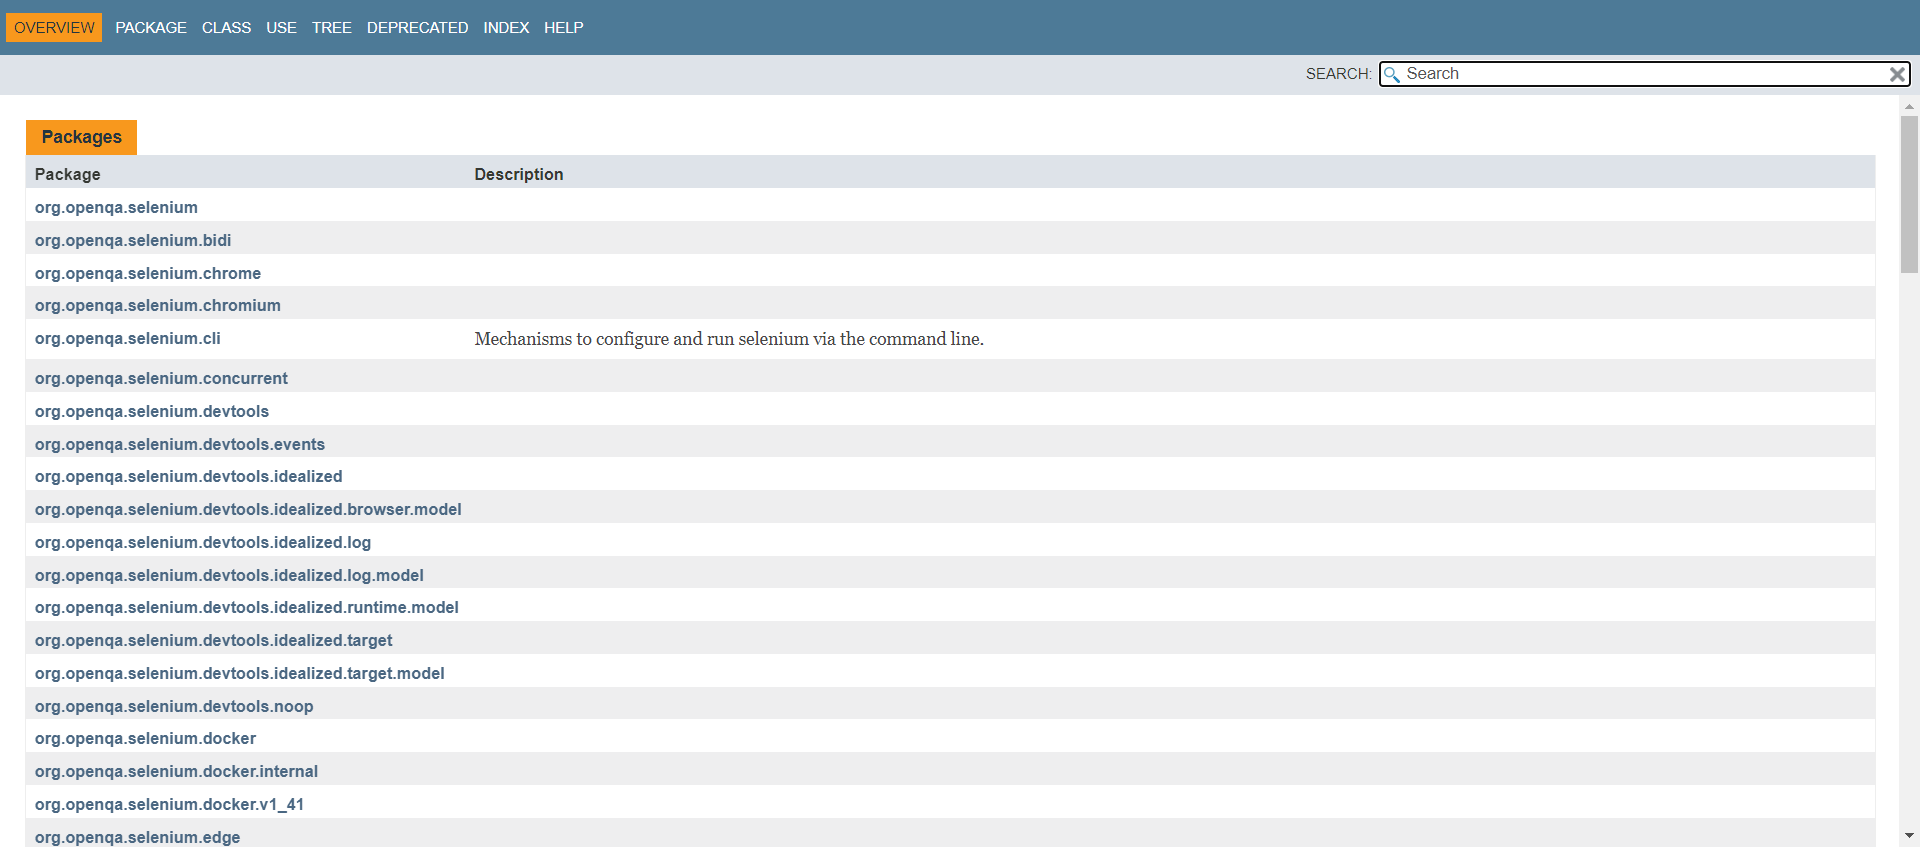 OVERVIEW PACKAGE CLASS USE TREE DEPRECATED INDEX HELP
SEARCH: Search
Packages
Package Description
org.openqa.selenium
org.openqa.selenium.bidi
org.openqa.selenium.chrome
org.openqa.selenium.chromium
org.openqa.selenium.cli Mechanisms to configure and run selenium via the command line.
org.openqa.selenium.concurrent
org.openqa.selenium.devtools
org.openqa.selenium.devtools.events
org.openqa.selenium.devtools.idealized
org.openqa.selenium.devtools.idealized.browser.model
org.openqa.selenium.devtools.idealized.log
org.openqa.selenium.devtools.idealized.log.model
org.openqa.selenium.devtools.idealized.runtime.model
org.openqa.selenium.devtools.idealized.target
org.openqa.selenium.devtools.idealized.target.model
org.openqa.selenium.devtools.noop
org.openqa.selenium.docker
org.openqa.selenium.docker.internal
org.openqa.selenium.docker.v1_41
org.openqa.selenium.edge